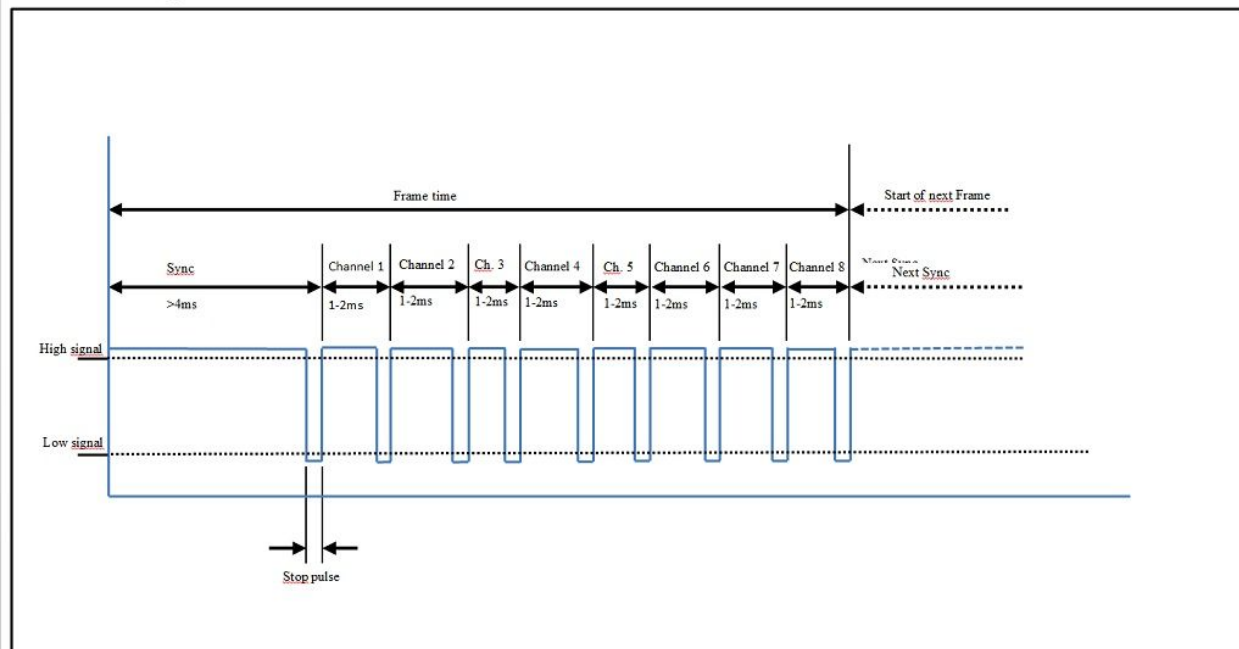 Frame time
Start of next Frame
Sync
Channel 1
Channel 2
Ch. 3
Channel 4
Ch. 5
Channel 6
Channel 7
Channel 8
Next Sync
Next Sync
>4ms
1-2ms
1-2ms
1-2ms
1-2ms
1-2ms
1-2ms
1-2ms
1-2ms
High signal
Low signal
Stop pulse